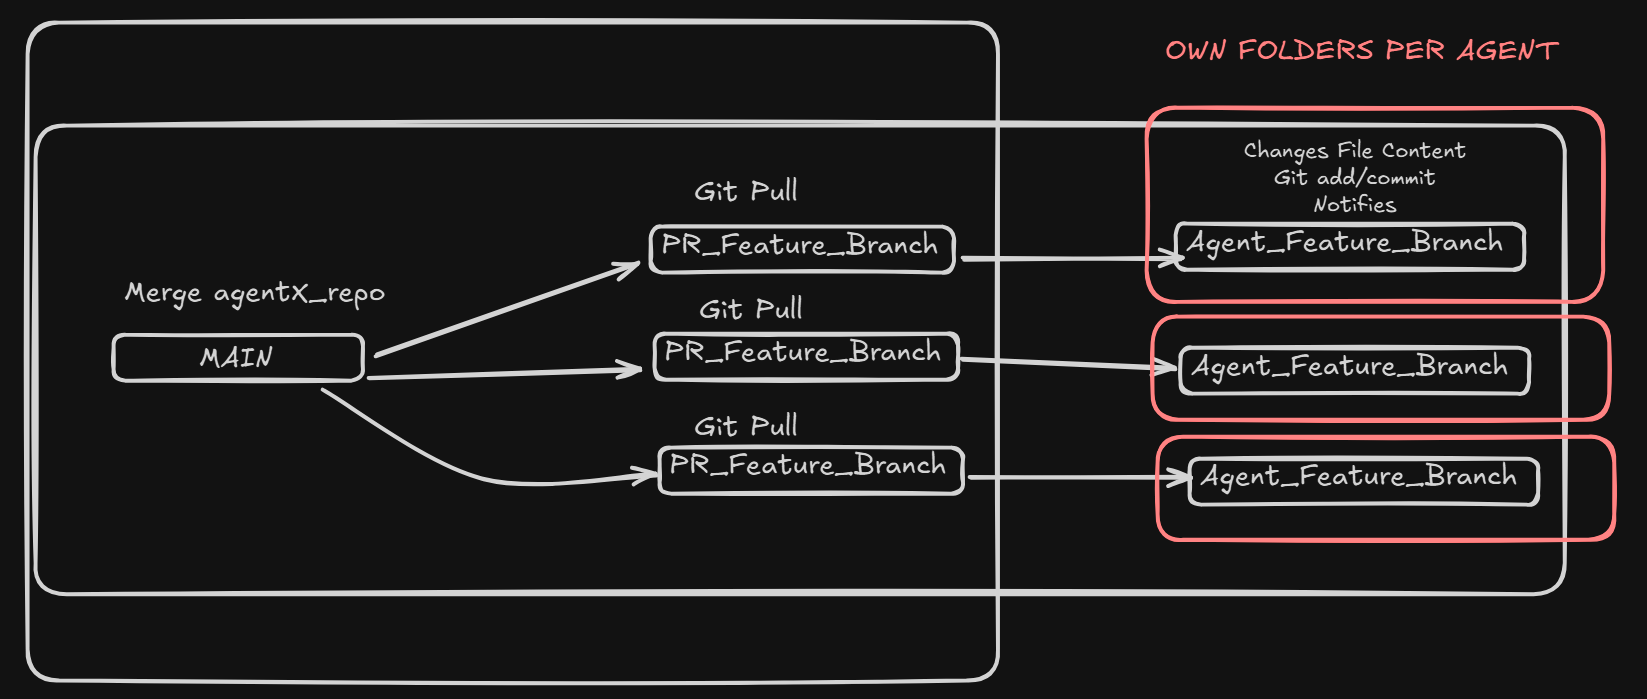 OWN FOLDERS PER AGENT
Changes File Content
Git add/commit
Notifies
Git Pull
PR_Feature_Branch
Agent_Feature_Branch
Merge agentX_repo
MAIN
Git Pull
PR_Feature_Branch
Agent_Feature_Branch
Git Pull
PR_Feature_Branch
Agent_Feature_Branch